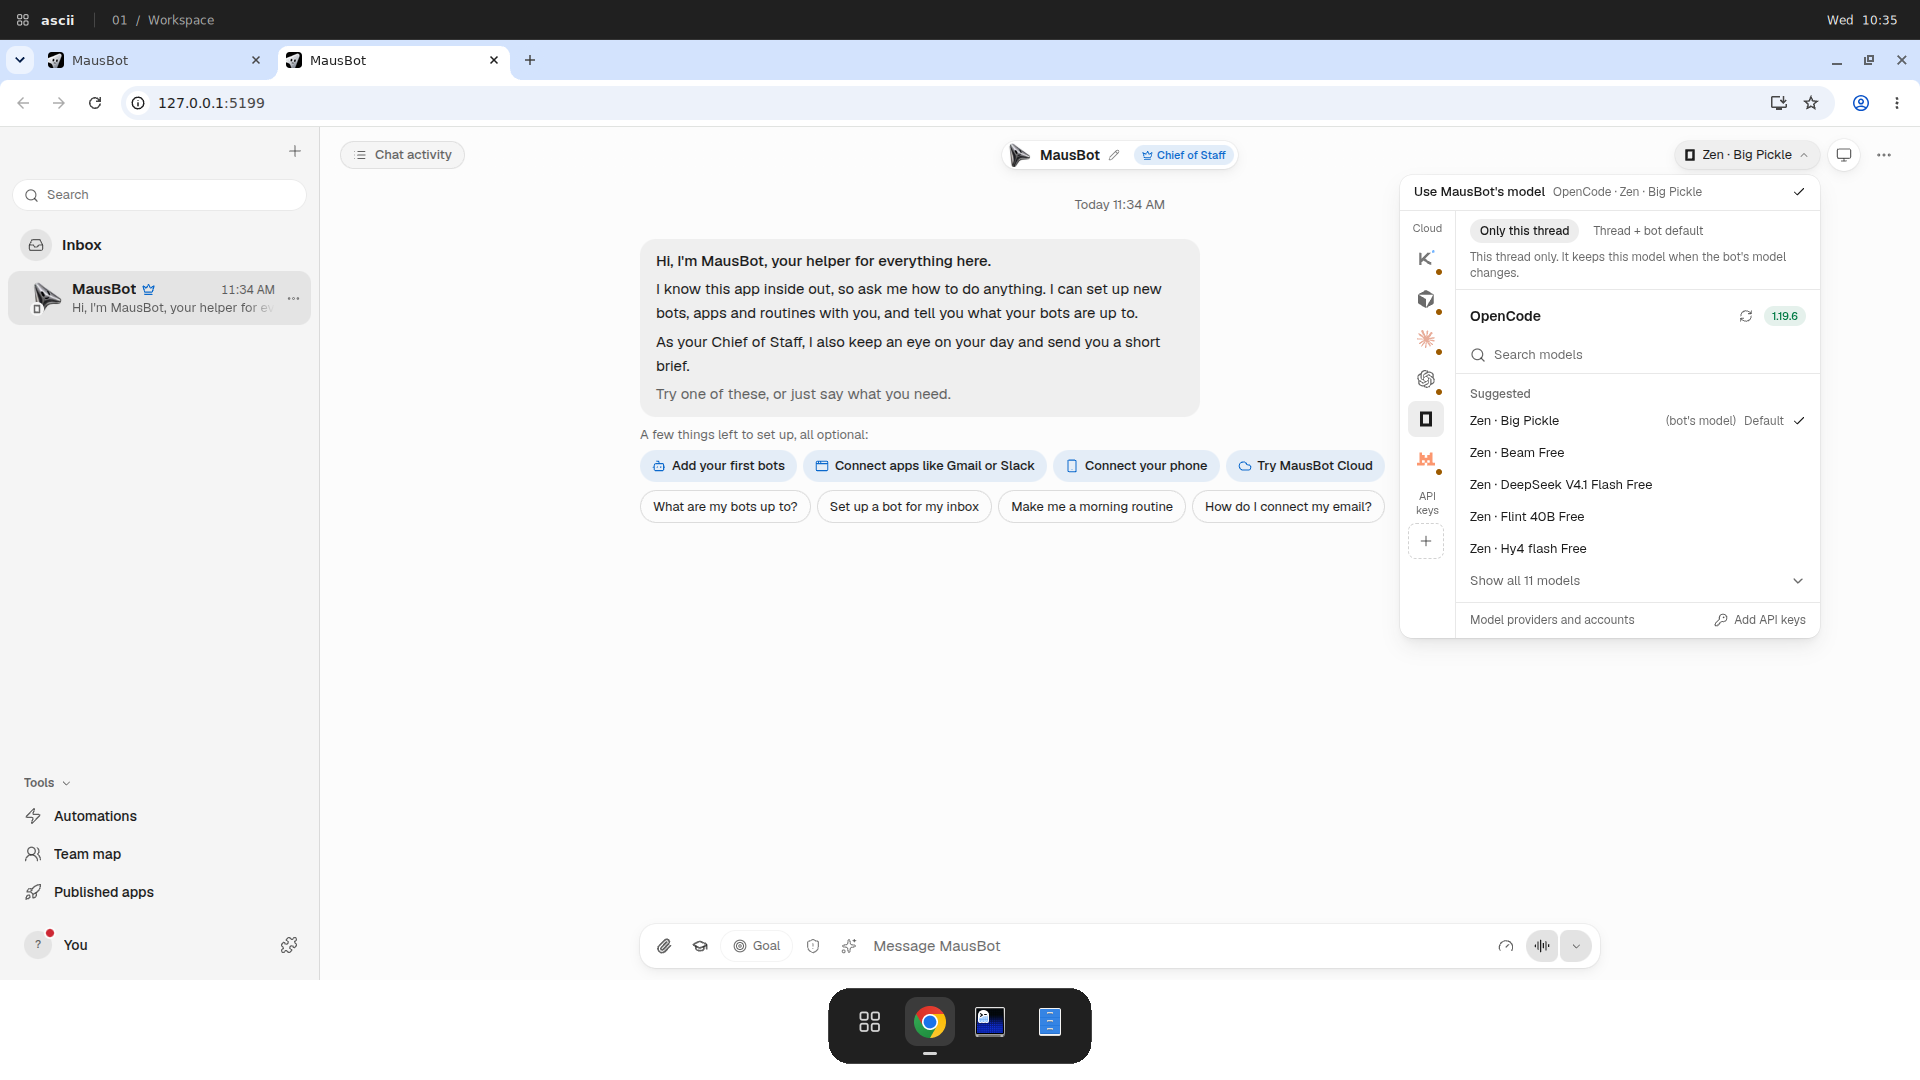 ascii 01 / Workspace Wed 10:35
MausBot MausBot
127.0.0.1:5199
Search
Inbox
MausBot 11:34 AM
Hi, I'm MausBot, your helper for ev
Tools
Automations
Team map
Published apps
? You
Chat activity
MausBot Chief of Staff
Zen · Big Pickle
Today 11:34 AM
Hi, I'm MausBot, your helper for everything here.
I know this app inside out, so ask me how to do anything. I can set up new
bots, apps and routines with you, and tell you what your bots are up to.
As your Chief of Staff, I also keep an eye on your day and send you a short
brief.
Try one of these, or just say what you need.
A few things left to set up, all optional:
Add your first bots Connect apps like Gmail or Slack Connect your phone Try MausBot Cloud
What are my bots up to? Set up a bot for my inbox Make me a morning routine How do I connect my email?
Use MausBot's model OpenCode · Zen · Big Pickle
Cloud
API
keys
Only this thread Thread + bot default
This thread only. It keeps this model when the bot's model
changes.
OpenCode 1.19.6
Search models
Suggested
Zen · Big Pickle (bot's model) Default
Zen · Beam Free
Zen · DeepSeek V4.1 Flash Free
Zen · Flint 40B Free
Zen · Hy4 flash Free
Show all 11 models
Model providers and accounts Add API keys
Goal Message MausBot